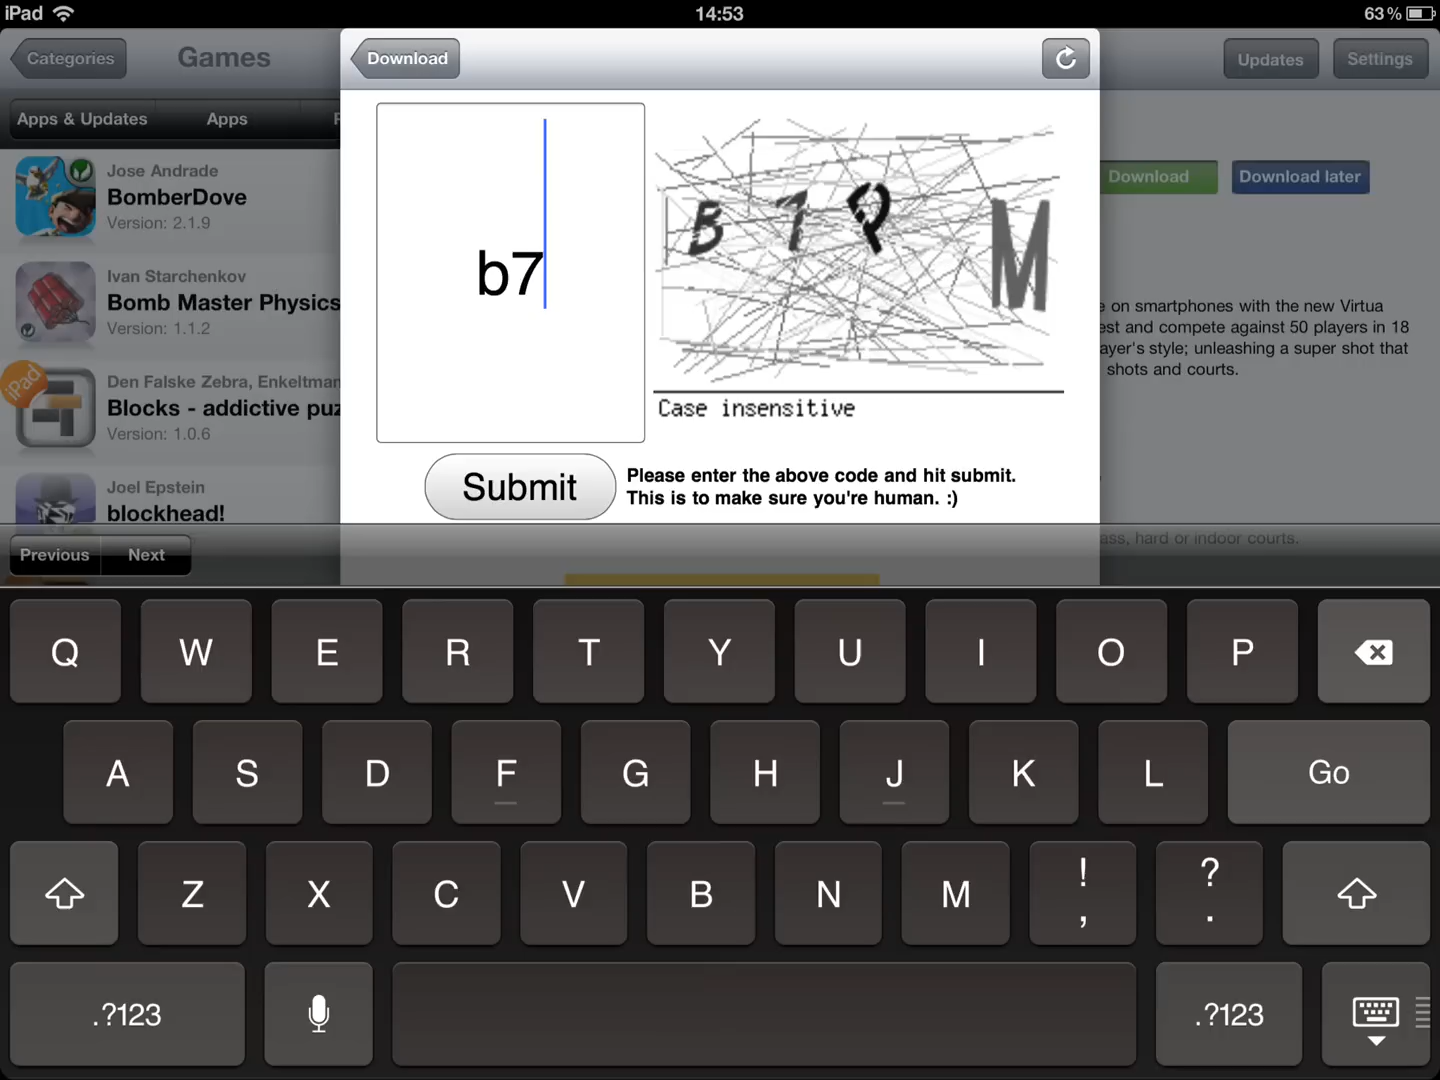 iPad 14:53 63 %
Categories Games Download Updates Settings
Apps & Updates Apps
Jose Andrade
BomberDove
Version: 2.1.9
Ivan Starchenkov
Bomb Master Physics
Version: 1.1.2
iPad
Den Falske Zebra, Enkeltman
Blocks - addictive puz
Version: 1.0.6
Joel Epstein
blockhead!
Previous Next
b7
Case insensitive
Submit
Please enter the above code and hit submit.
This is to make sure you're human. :)
Download Download later
e on smartphones with the new Virtua
est and compete against 50 players in 18
ayer's style; unleashing a super shot that
shots and courts.
ass, hard or indoor courts.
Q W E R T Y U I O P
A S D F G H J K L Go
Z X C V B N M ! , ? .
.?123 .?123